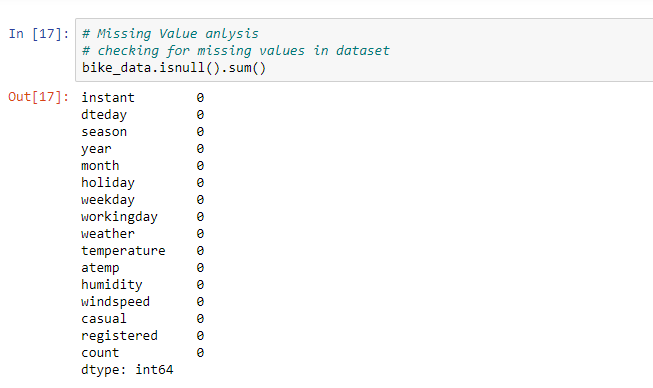 In [17]: # Missing Value anlysis
# checking for missing values in dataset
bike_data.isnull().sum()
Out[17]: instant 0
dteday 0
season 0
year 0
month 0
holiday 0
weekday 0
workingday 0
weather 0
temperature 0
atemp 0
humidity 0
windspeed 0
casual 0
registered 0
count 0
dtype: int64